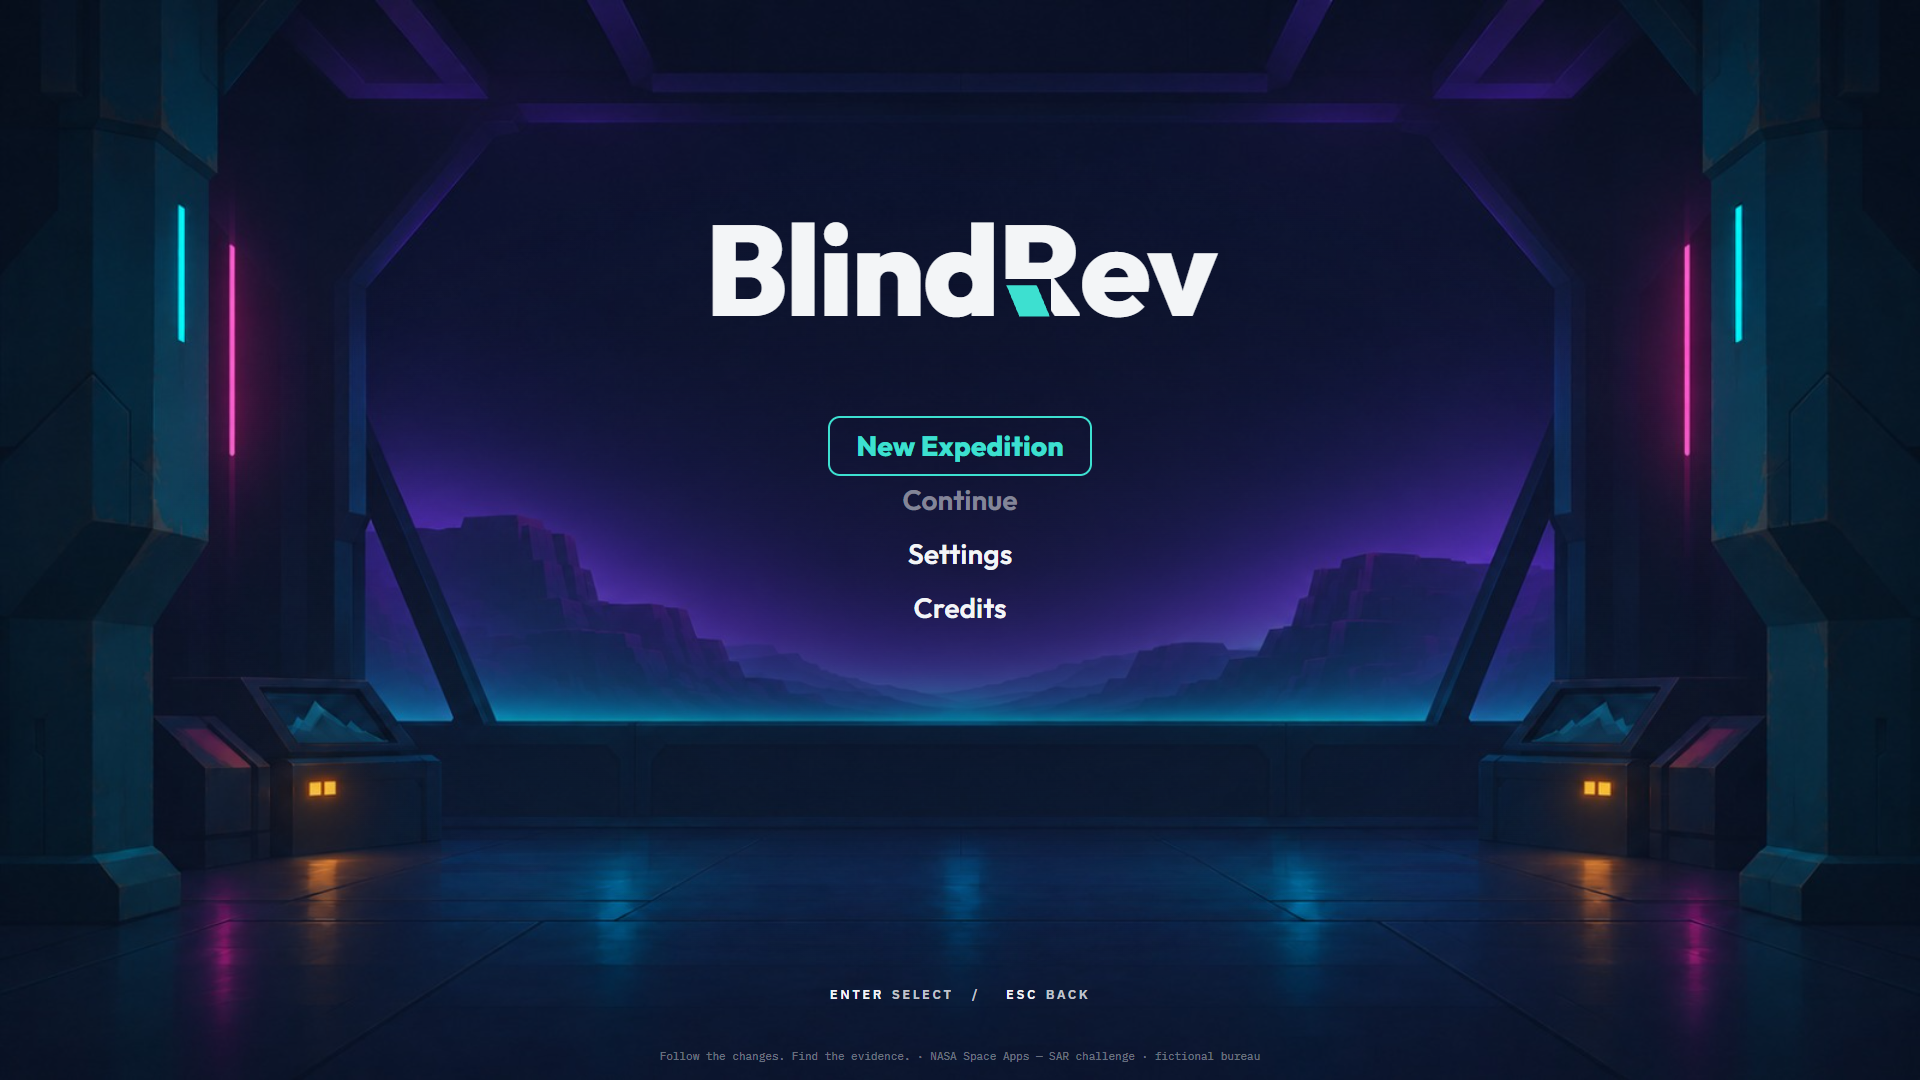 BlindRev
New Expedition
Continue
Settings
Credits
ENTER SELECT / ESC BACK
Follow the changes. Find the evidence. · NASA Space Apps — SAR challenge · fictional bureau